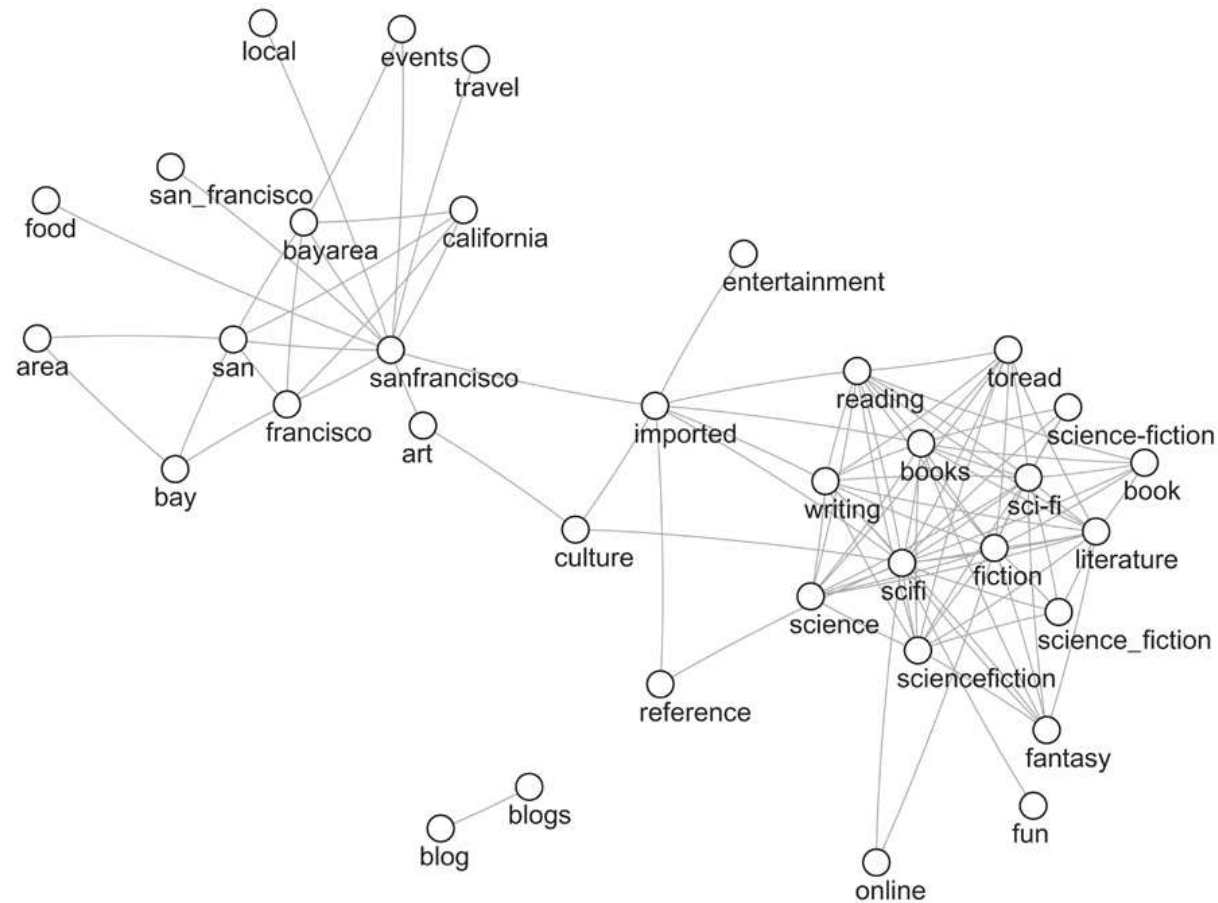 local
events
travel
san_francisco
food
bayarea
california
entertainment
area
san
sanfrancisco
toread
reading
francisco
art
imported
science-fiction
books
book
bay
writing
sci-fi
culture
literature
scifi
fiction
science
science_fiction
sciencefiction
reference
fantasy
blogs
fun
blog
online